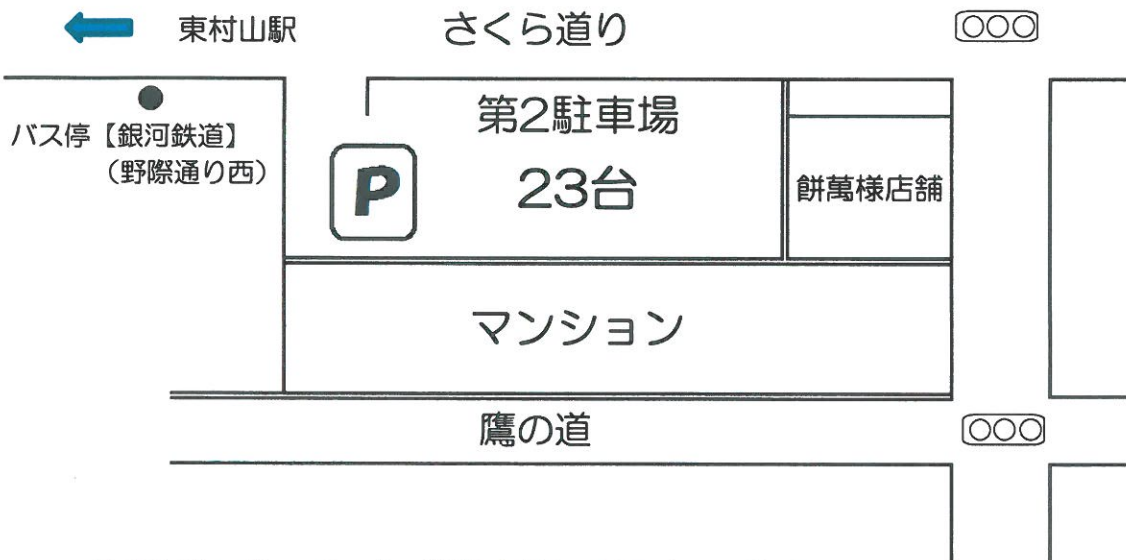 東村山駅
さくら道り
バス停【銀河鉄道】
（野際通り西）
第2駐車場
P
23台
餅萬様店舗
マンション
鷹の道